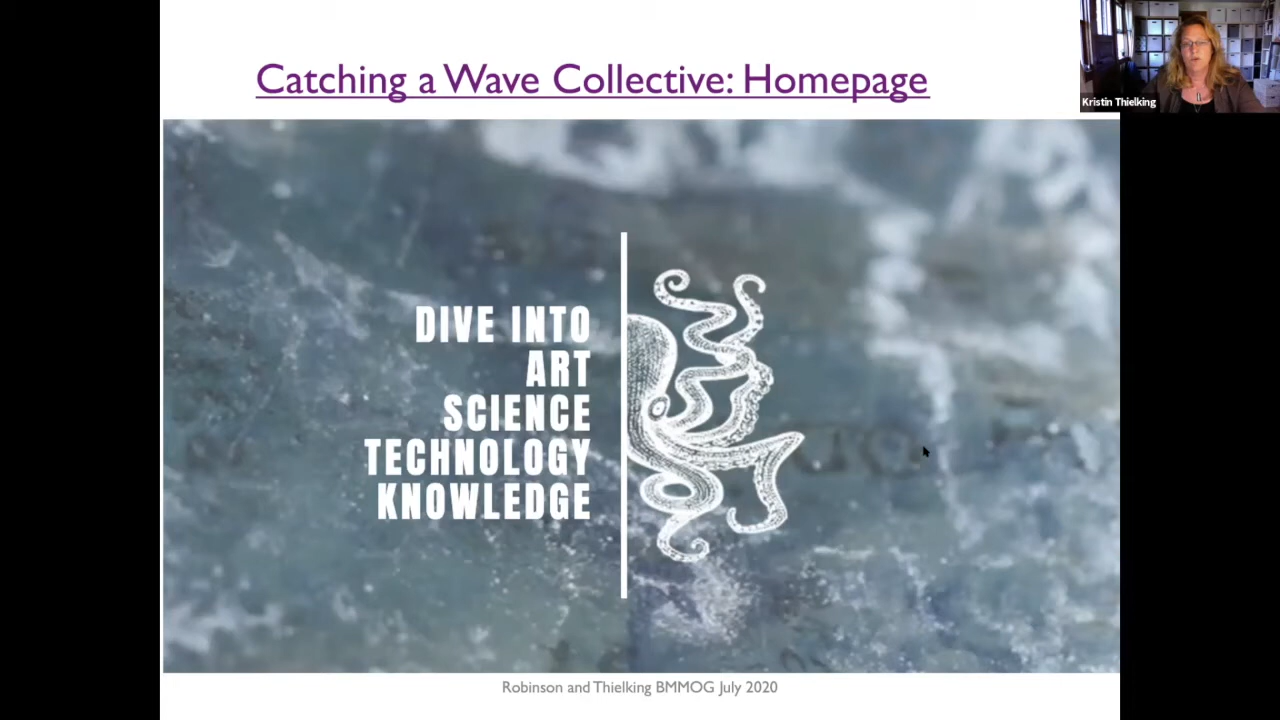 Catching a Wave Collective: Homepage
Kristin Thielking
DIVE INTO
ART
SCIENCE
TECHNOLOGY
KNOWLEDGE
Robinson and Thielking BMMOG July 2020